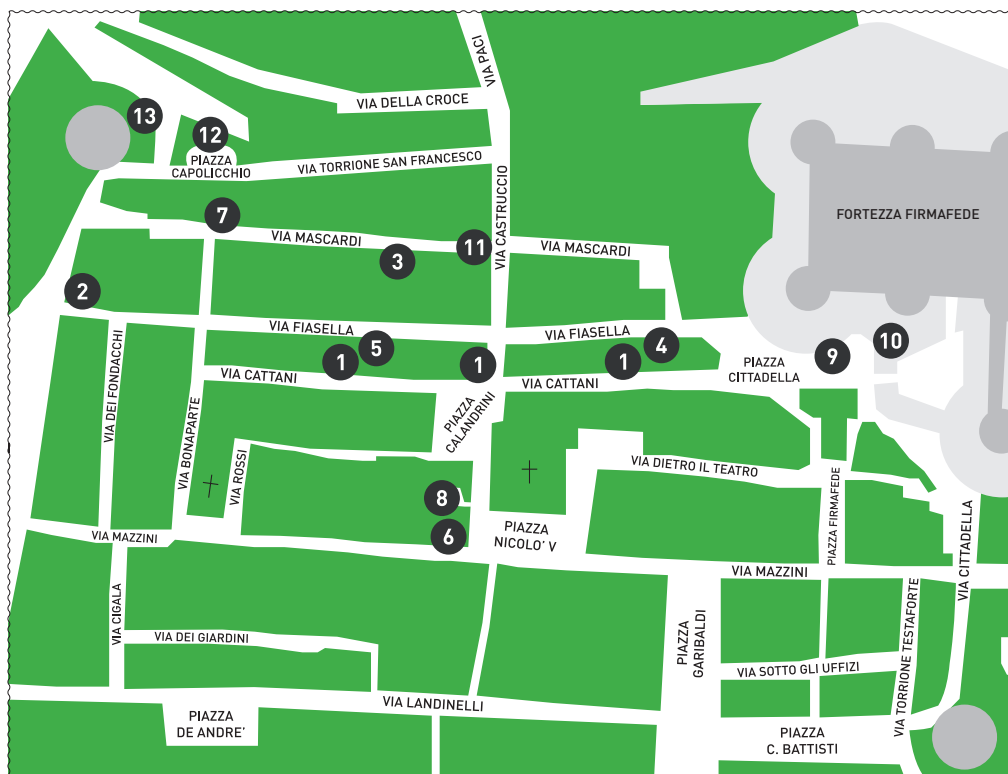 VIA PACI
VIA DELLA CROCE
13
12
PIAZZA
CAPOLICCHIO
VIA TORRIONE SAN FRANCESCO
FORTEZZA FIRMAFEDE
7
VIA MASCARDI
11
VIA CASTRUCCIO
VIA MASCARDI
3
2
VIA FIASELLA
VIA FIASELLA
VIA DEI FONDACCHI
1
5
1
1
4
9
10
VIA CATTANI
VIA CATTANI
PIAZZA
CITTADELLA
PIAZZA
CALANDRINI
VIA BONAPARTE
VIA ROSSI
VIA DIETRO IL TEATRO
8
6
PIAZZA
NICOLO' V
PIAZZA FIRMAFEDE
VIA CITTADELLA
VIA MAZZINI
VIA MAZZINI
VIA CIGALA
VIA DEI GIARDINI
PIAZZA
GARIBALDI
VIA SOTTO GLI UFFIZI
VIA TORRIONE TESTAFORTE
VIA LANDINELLI
PIAZZA
DE ANDRE'
PIAZZA
C. BATTISTI